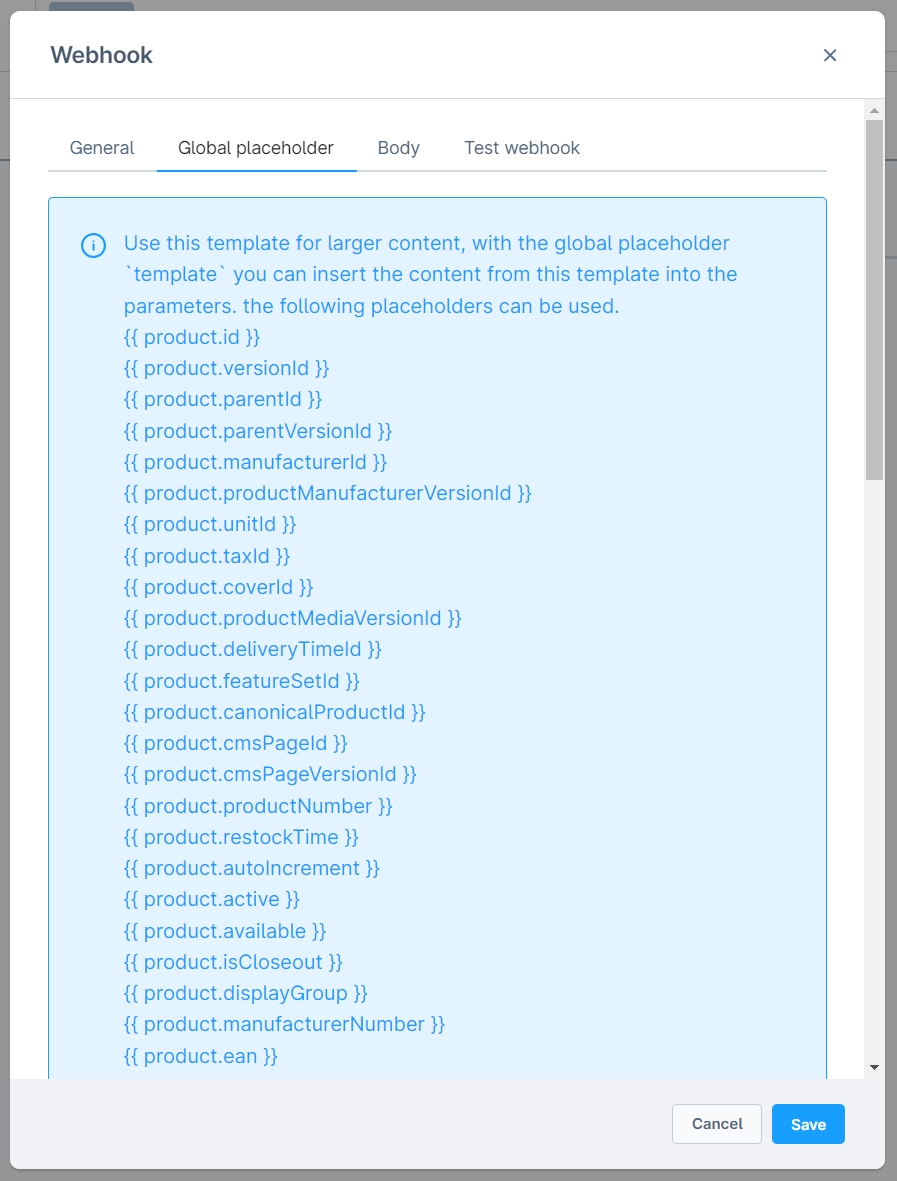 Webhook
General Global placeholder Body Test webhook
Use this template for larger content, with the global placeholder
`template` you can insert the content from this template into the
parameters. the following placeholders can be used.
{{ product.id }}
{{ product.versionId }}
{{ product.parentId }}
{{ product.parentVersionId }}
{{ product.manufacturerId }}
{{ product.productManufacturerVersionId }}
{{ product.unitId }}
{{ product.taxId }}
{{ product.coverId }}
{{ product.productMediaVersionId }}
{{ product.deliveryTimeId }}
{{ product.featureSetId }}
{{ product.canonicalProductId }}
{{ product.cmsPageId }}
{{ product.cmsPageVersionId }}
{{ product.productNumber }}
{{ product.restockTime }}
{{ product.autoIncrement }}
{{ product.active }}
{{ product.available }}
{{ product.isCloseout }}
{{ product.displayGroup }}
{{ product.manufacturerNumber }}
{{ product.ean }}
Cancel Save